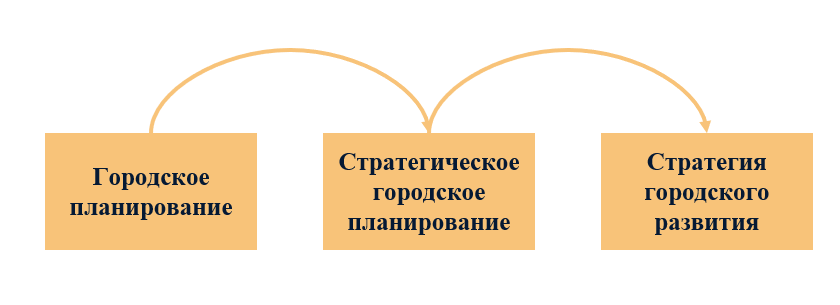 Городское
планирование
Стратегическое
городское
планирование
Стратегия
городского
развития